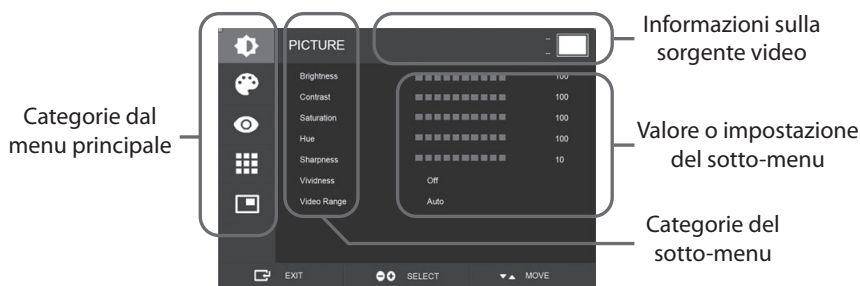 Informazioni sulla
sorgente video
PICTURE
Brightness 100
Contrast 100
Saturation 100
Hue 100
Sharpness 10
Vividness Off
Video Range Auto
Categorie dal
menu principale
Valore o impostazione
del sotto-menu
Categorie del
sotto-menu
EXIT SELECT MOVE